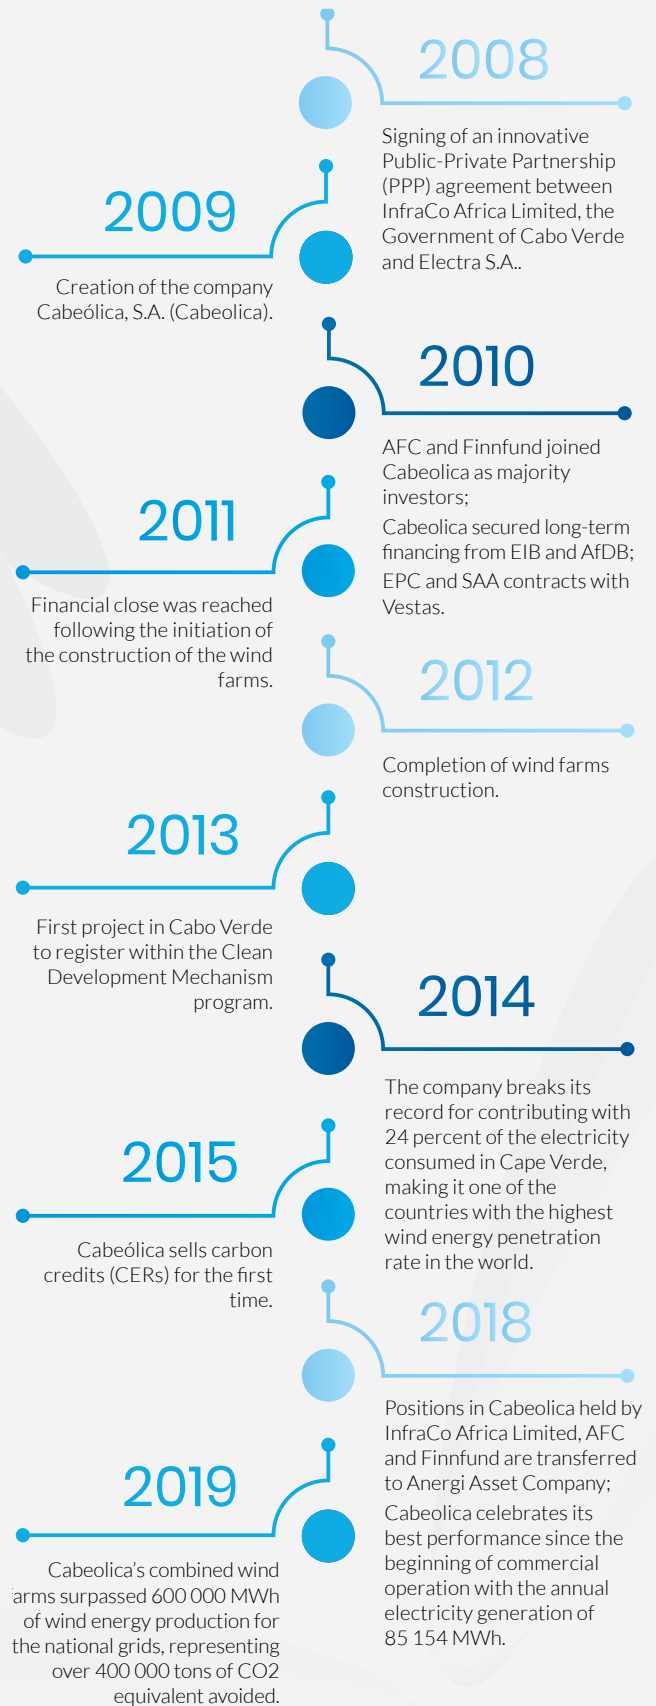 2008
Signing of an innovative
Public-Private Partnership
(PPP) agreement between
InfraCo Africa Limited, the
Government of Cabo Verde
and Electra S.A..
2009
Creation of the company
Cabeólica, S.A. (Cabeolica).
2010
AFC and Finnfund joined
Cabeolica as majority
investors;
Cabeolica secured long-term
financing from EIB and AfDB;
EPC and SAA contracts with
Vestas.
2011
Financial close was reached
following the initiation of
the construction of the wind
farms.
2012
Completion of wind farms
construction.
2013
First project in Cabo Verde
to register within the Clean
Development Mechanism
program.
2014
The company breaks its
record for contributing with
24 percent of the electricity
consumed in Cape Verde,
making it one of the
countries with the highest
wind energy penetration
rate in the world.
2015
Cabeólica sells carbon
credits (CERs) for the first
time.
2018
Positions in Cabeolica held by
InfraCo Africa Limited, AFC
and Finnfund are transferred
to Anergi Asset Company;
Cabeolica celebrates its
best performance since the
beginning of commercial
operation with the annual
electricity generation of
85 154 MWh.
2019
Cabeolica's combined wind
arms surpassed 600 000 MWh
of wind energy production for
the national grids, representing
over 400 000 tons of CO2
equivalent avoided.